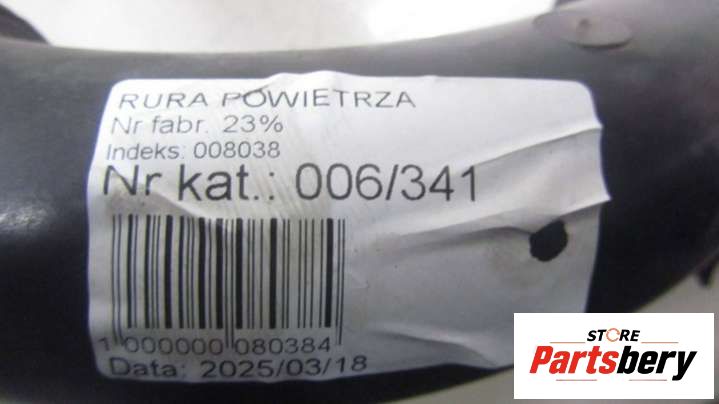 RURA POWIETRZA
Nr fabr. 23%
Indeks: 008038
Nr kat.: 006/341
1 000000 080384
Data: 2025/03/18
STORE
Partsbery